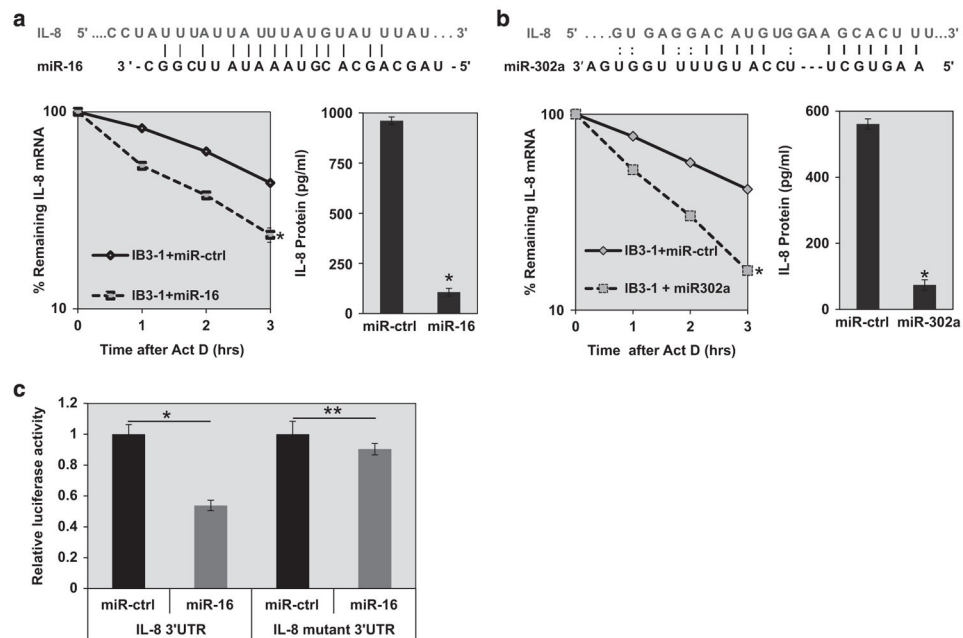 a
IL-8 5' ....CCUAUUUAUUAUUUAUGUAUUUAU...3'
miR-16 3'-CGGCUUAUAAAUGCACGACGAU-5'
100
10
% Remaining IL-8 mRNA
IB3-1+miR-ctrl
IB3-1+miR-16
*
0 1 2 3
Time after Act D (hrs)
IL-8 Protein (pg/ml)
1000
750
500
250
0
*
miR-ctrl miR-16
b
IL-8 5' ....GUGAGGACAUGUGGAAGCACUUU...3'
miR-302a 3'AGUGGUUUUGUACCU---UCGUGAA 5'
100
10
% Remaining IL-8 mRNA
IB3-1+miR-ctrl
IB3-1 + miR302a
*
0 1 2 3
Time after Act D (hrs)
IL-8 Protein (pg/ml)
600
400
200
0
*
miR-ctrl miR-302a
c
Relative luciferase activity
1.2
1
0.8
0.6
0.4
0.2
0
* **
miR-ctrl miR-16 miR-ctrl miR-16
IL-8 3'UTR IL-8 mutant 3'UTR